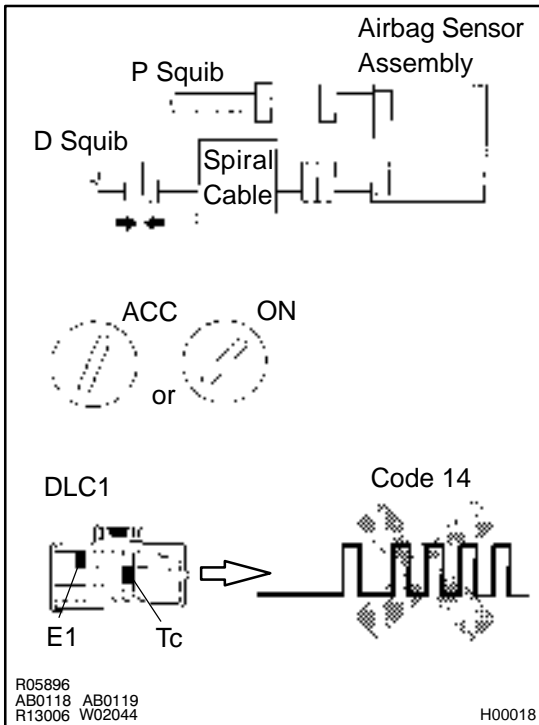 Airbag Sensor
Assembly
P Squib
D Squib
Spiral
Cable
ACC
ON
or
DLC1
Code 14
E1
Tc
R05896
AB0118 AB0119
R13006 W02044
H00018